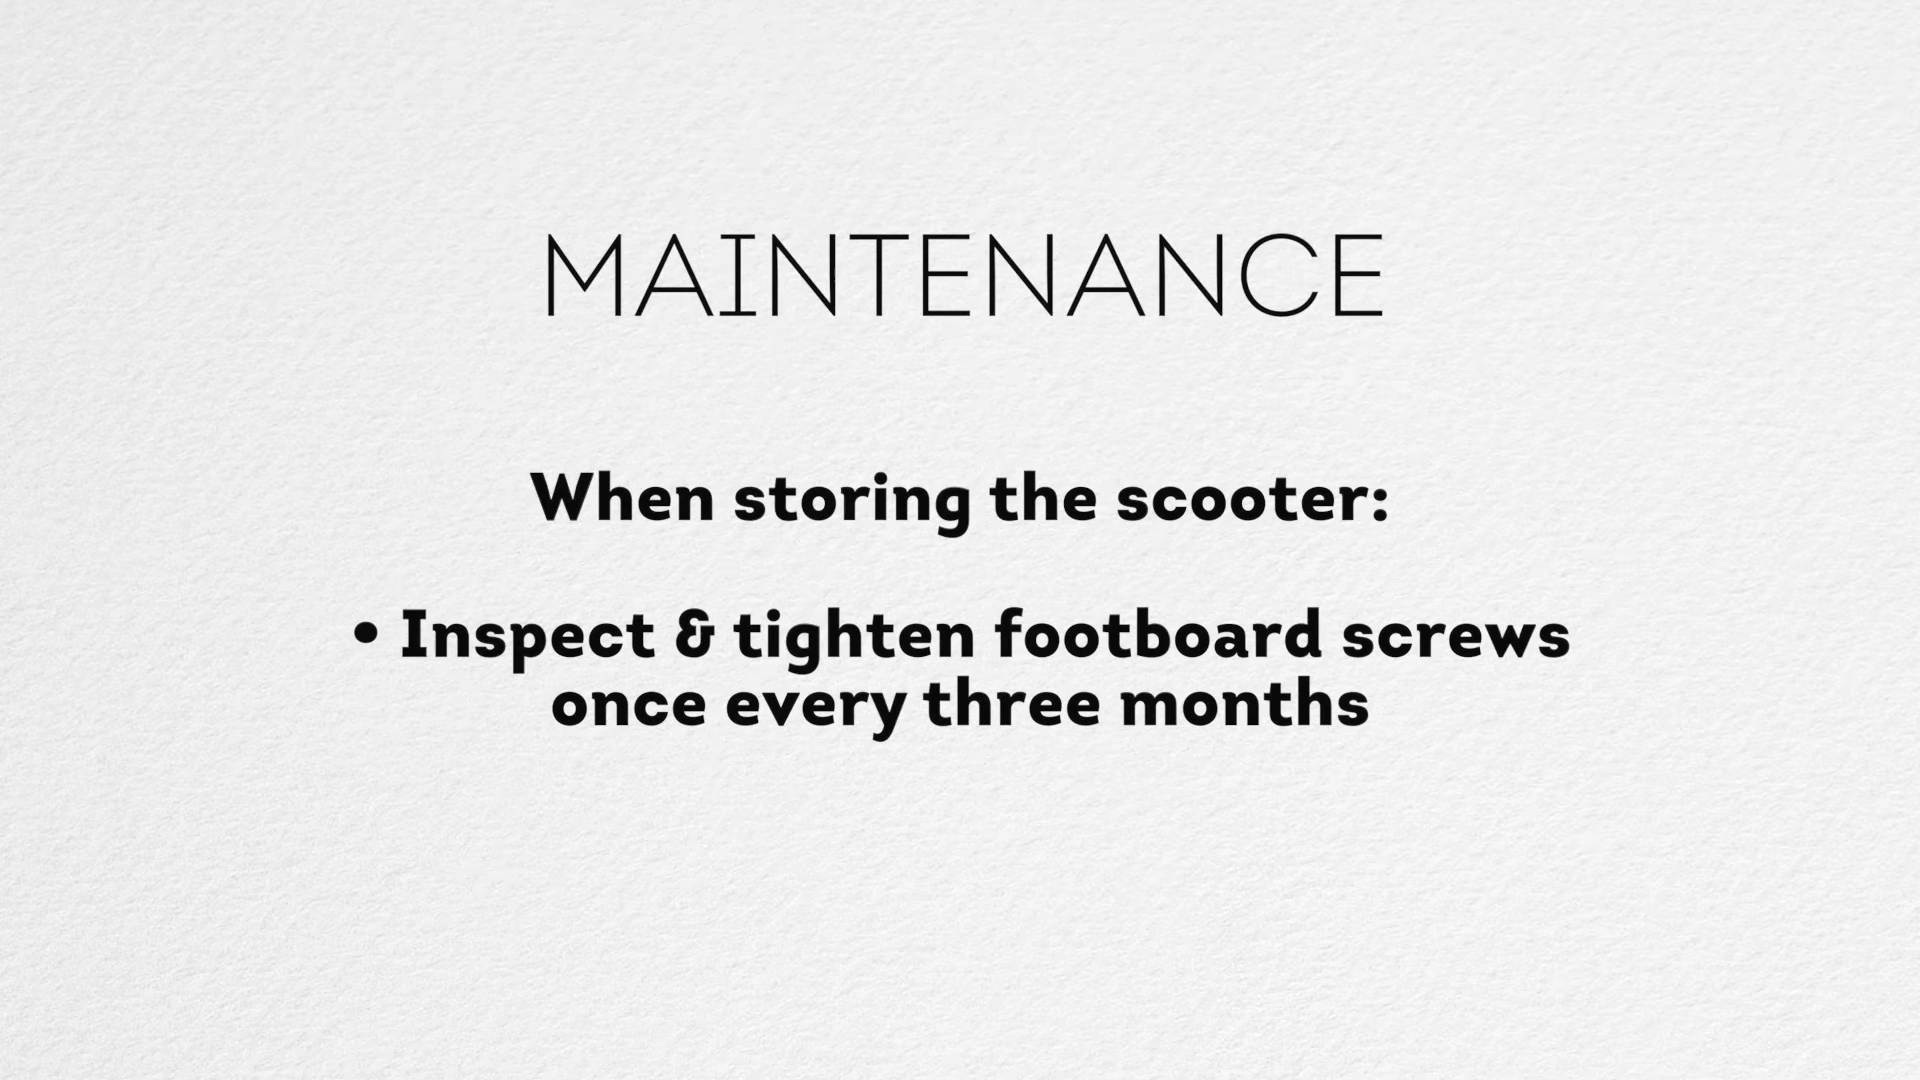 MAINTENANCE
When storing the scooter:
• Inspect & tighten footboard screws
once every three months